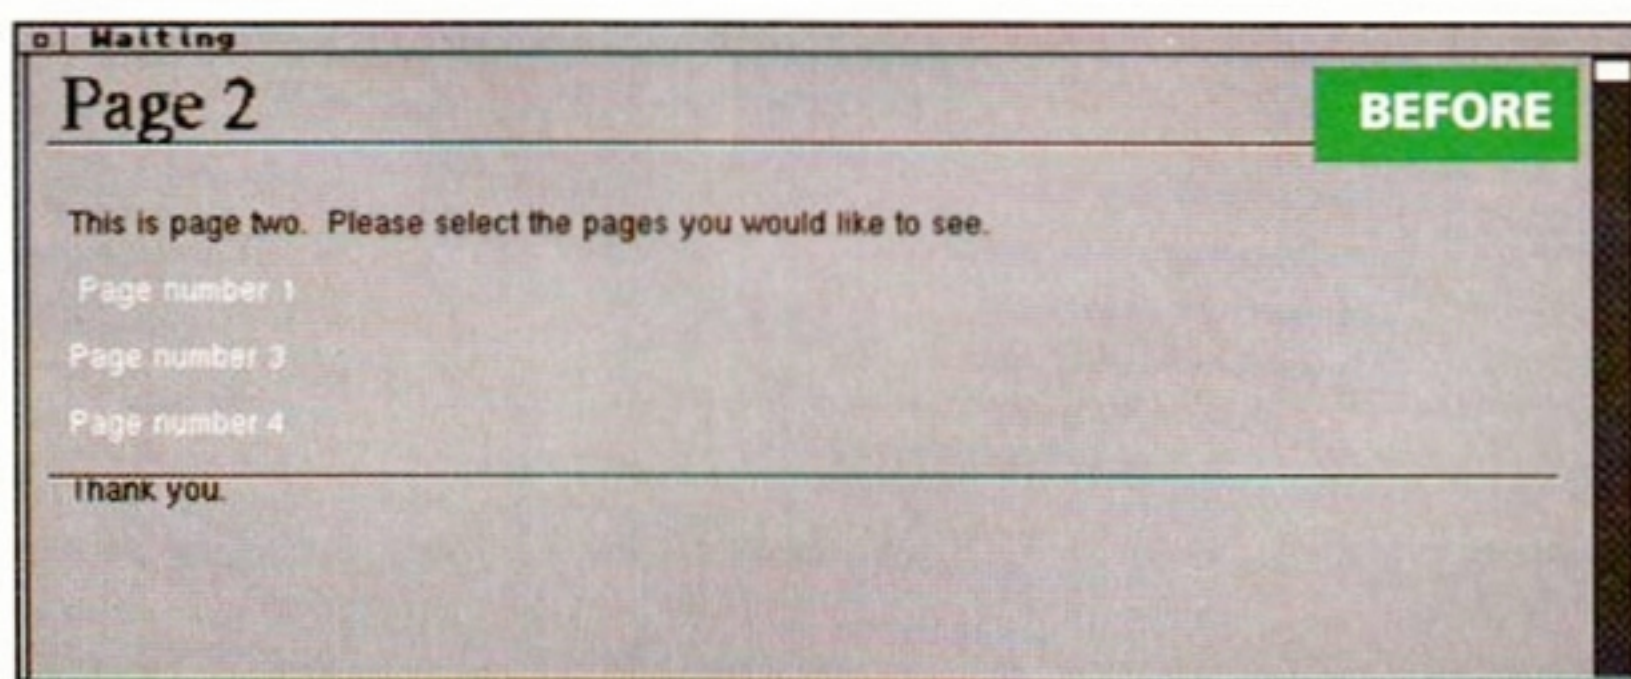 Waiting
Page 2
BEFORE
This is page two. Please select the pages you would like to see.
Page number 1
Page number 3
Page number 4
Thank you.